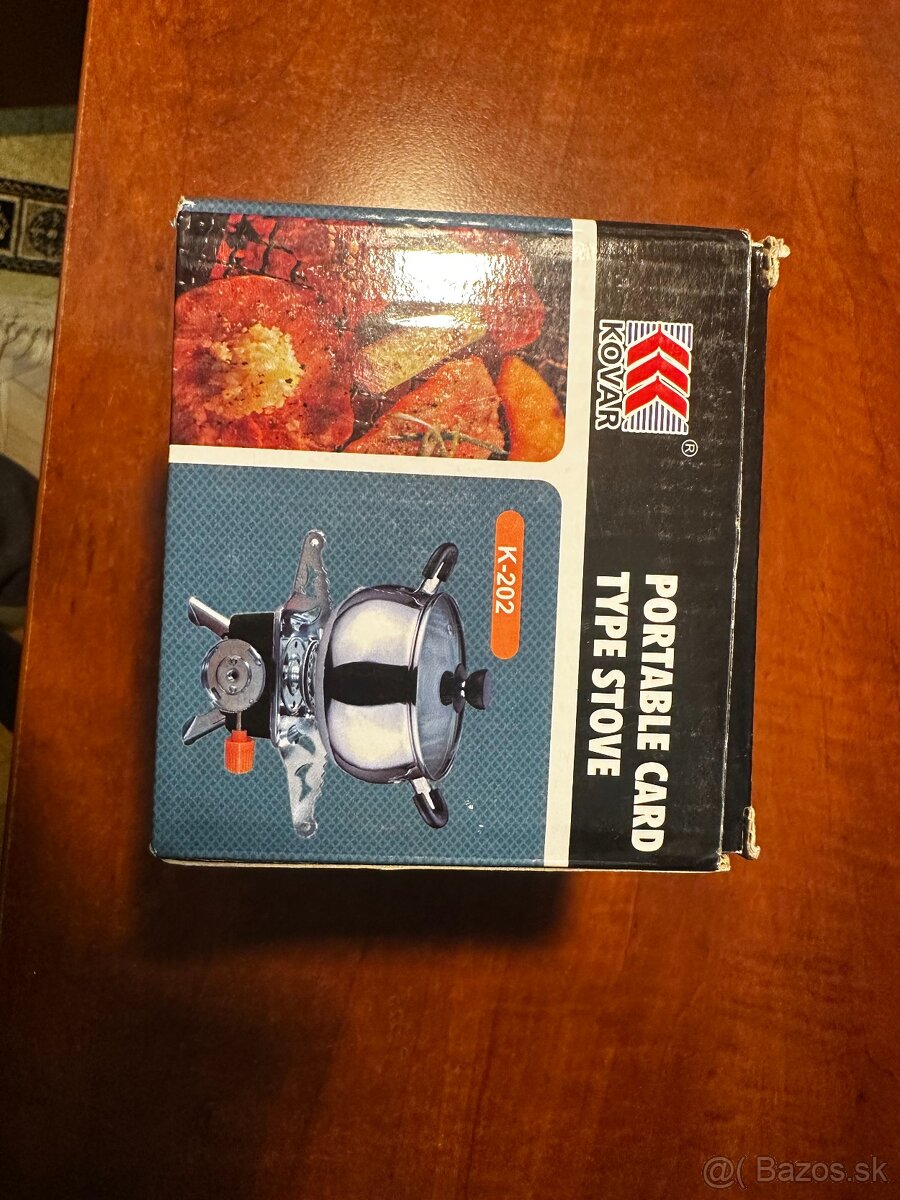 KOVAR
®
PORTABLE CARD
TYPE STOVE
K-202
@( Bazos.sk